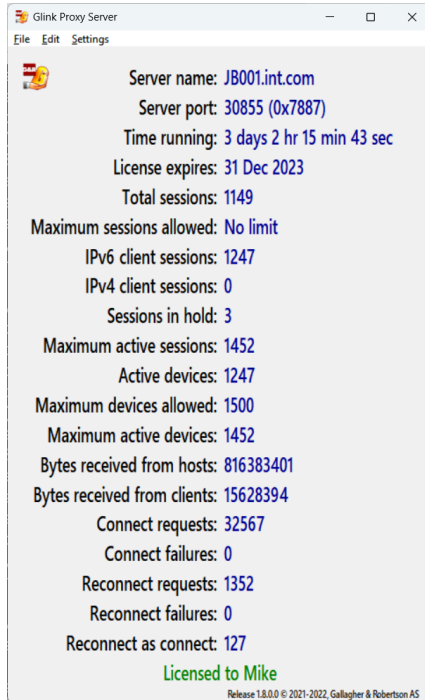 Glink Proxy Server
File Edit Settings
Server name: JB001.int.com
Server port: 30855 (0x7887)
Time running: 3 days 2 hr 15 min 43 sec
License expires: 31 Dec 2023
Total sessions: 1149
Maximum sessions allowed: No limit
IPv6 client sessions: 1247
IPv4 client sessions: 0
Sessions in hold: 3
Maximum active sessions: 1452
Active devices: 1247
Maximum devices allowed: 1500
Maximum active devices: 1452
Bytes received from hosts: 816383401
Bytes received from clients: 15628394
Connect requests: 32567
Connect failures: 0
Reconnect requests: 1352
Reconnect failures: 0
Reconnect as connect: 127
Licensed to Mike
Release 1.8.0.0 © 2021-2022, Gallagher & Robertson AS